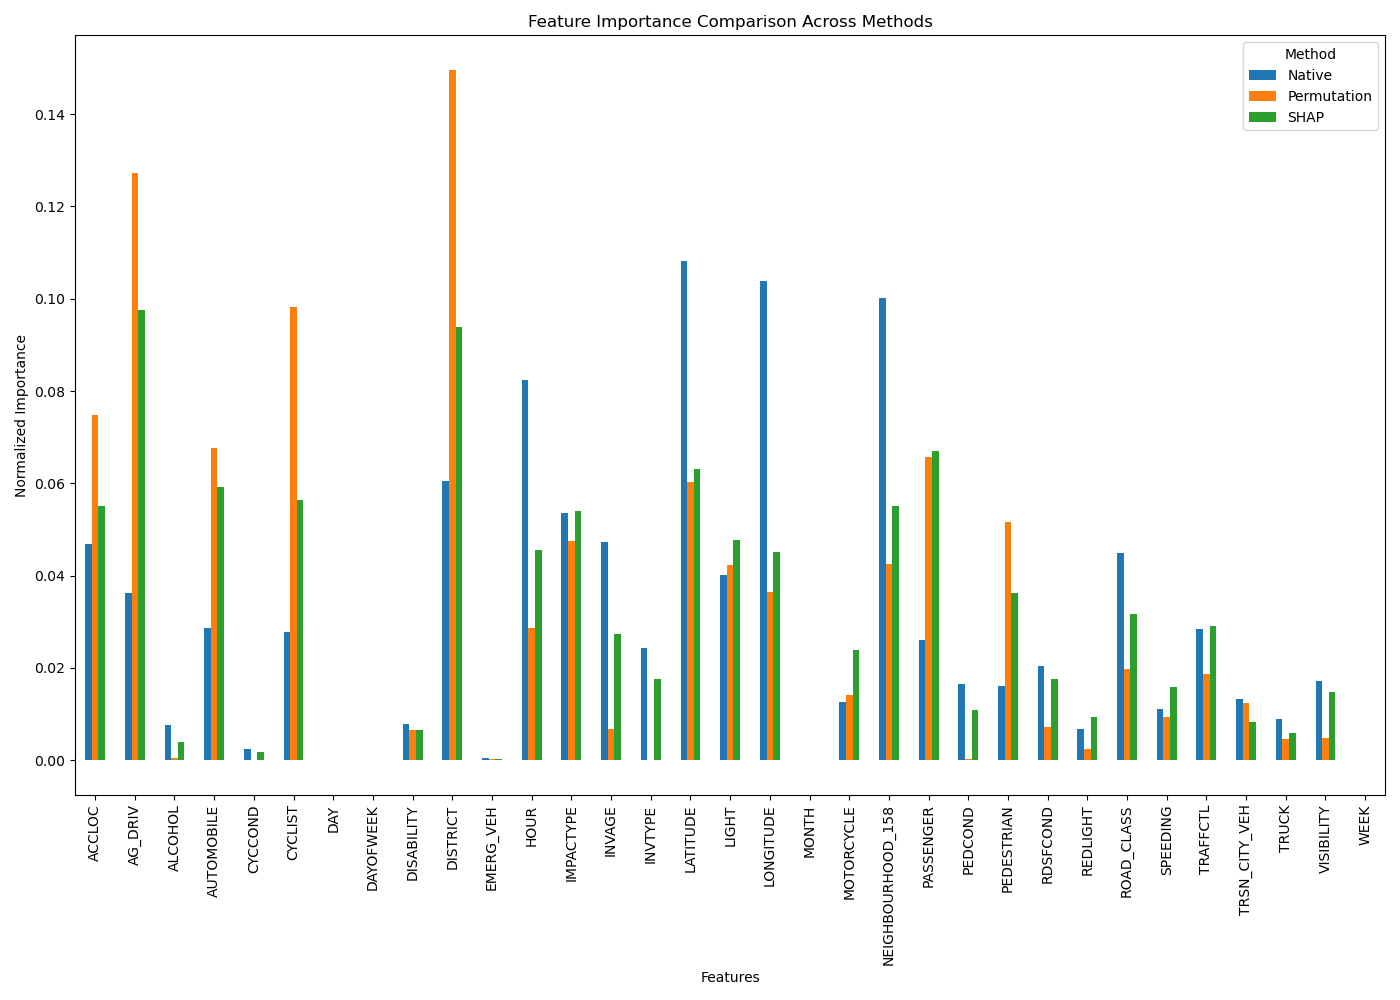 Feature Importance Comparison Across Methods
Method
Native
Permutation
SHAP
Normalized Importance
0.14
0.12
0.10
0.08
0.06
0.04
0.02
0.00
ACCLOC
AG_DRIV
ALCOHOL
AUTOMOBILE
CYCCOND
CYCLIST
DAY
DAYOFWEEK
DISABILITY
DISTRICT
EMERG_VEH
HOUR
IMPACTYPE
INVAGE
INVTYPE
LATITUDE
LIGHT
LONGITUDE
MONTH
MOTORCYCLE
NEIGHBOURHOOD_158
PASSENGER
PEDCOND
PEDESTRIAN
RDSFCOND
REDLIGHT
ROAD_CLASS
SPEEDING
TRAFFCTL
TRSN_CITY_VEH
TRUCK
VISIBILITY
WEEK
Features